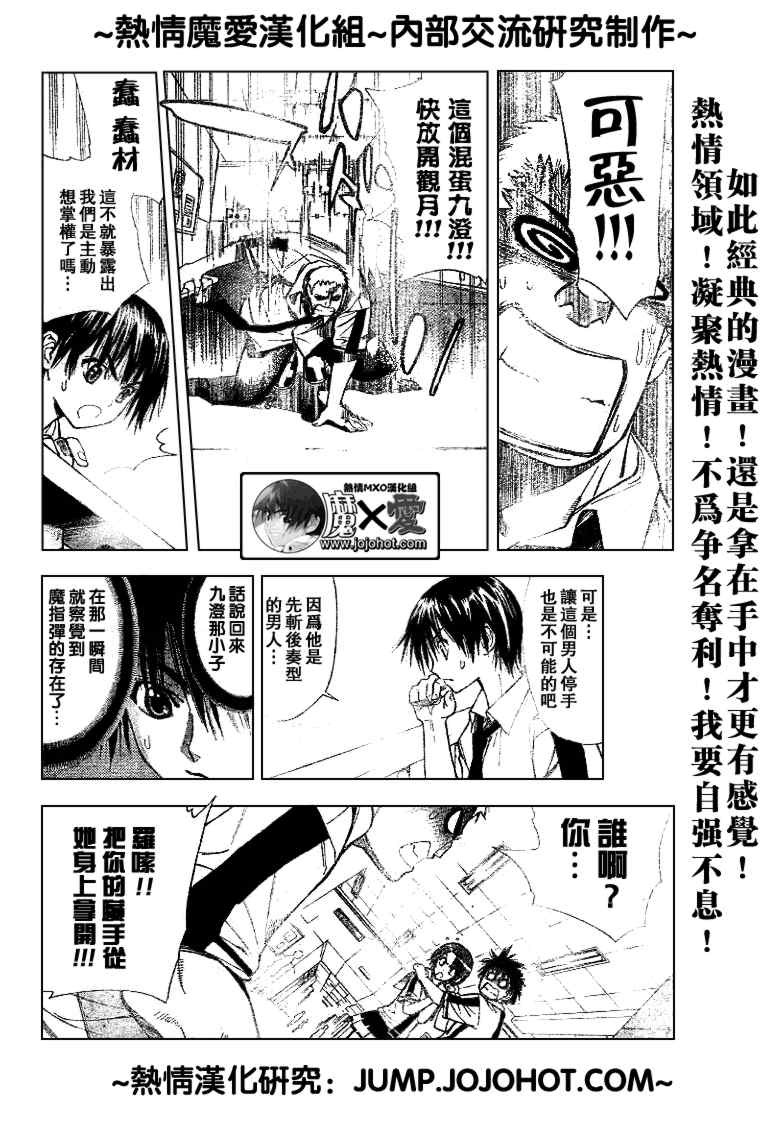 ~熱情魔愛漢化組~內部交流研究制作~
如此經典的漫畫！還是拿在手中才更有感覺！
熱情領域！凝聚熱情！不爲争名奪利！我要自强不息！
可惡!!!
這個混蛋九澄
快放開觀月!!!
蠢
蠢材
這不就暴露出
我們是主動
想掌權了嗎…
熱情MXO漢化組
魔×愛
www.jojohot.com
可是…
讓這個男人停手
也是不可能的吧
因爲他是
先斬後奏型
的男人…
話說回來
九澄那小子
在那一瞬間
就察覺到
魔指彈的存在了…
誰啊?
你…
羅嗦!!
把你的髒手從
她身上拿開!!!
~熱情漢化研究：JUMP.JOJOHOT.COM~